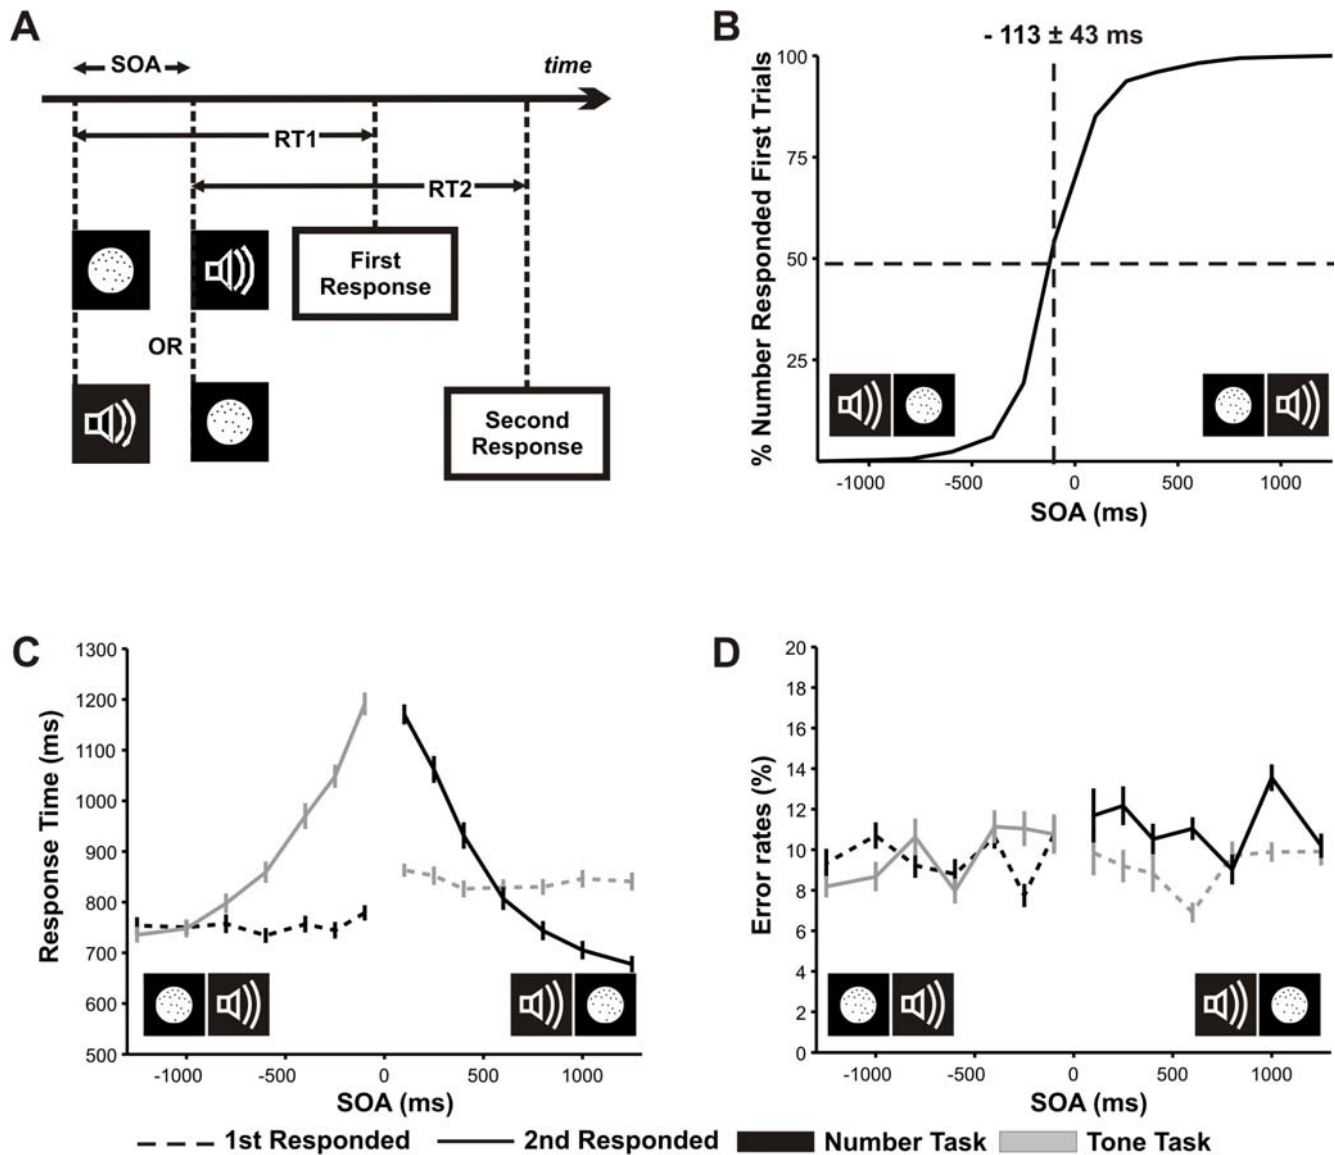 A
SOA
time
RT1
RT2
First
Response
OR
Second
Response
B
- 113 ± 43 ms
% Number Responded First Trials
100
75
50
25
-1000
-500
0
500
1000
SOA (ms)
C
Response Time (ms)
1300
1200
1100
1000
900
800
700
600
500
-1000
-500
0
500
1000
SOA (ms)
D
Error rates (%)
20
18
16
14
12
10
8
6
4
2
0
-1000
-500
0
500
1000
SOA (ms)
1st Responded
2nd Responded
Number Task
Tone Task